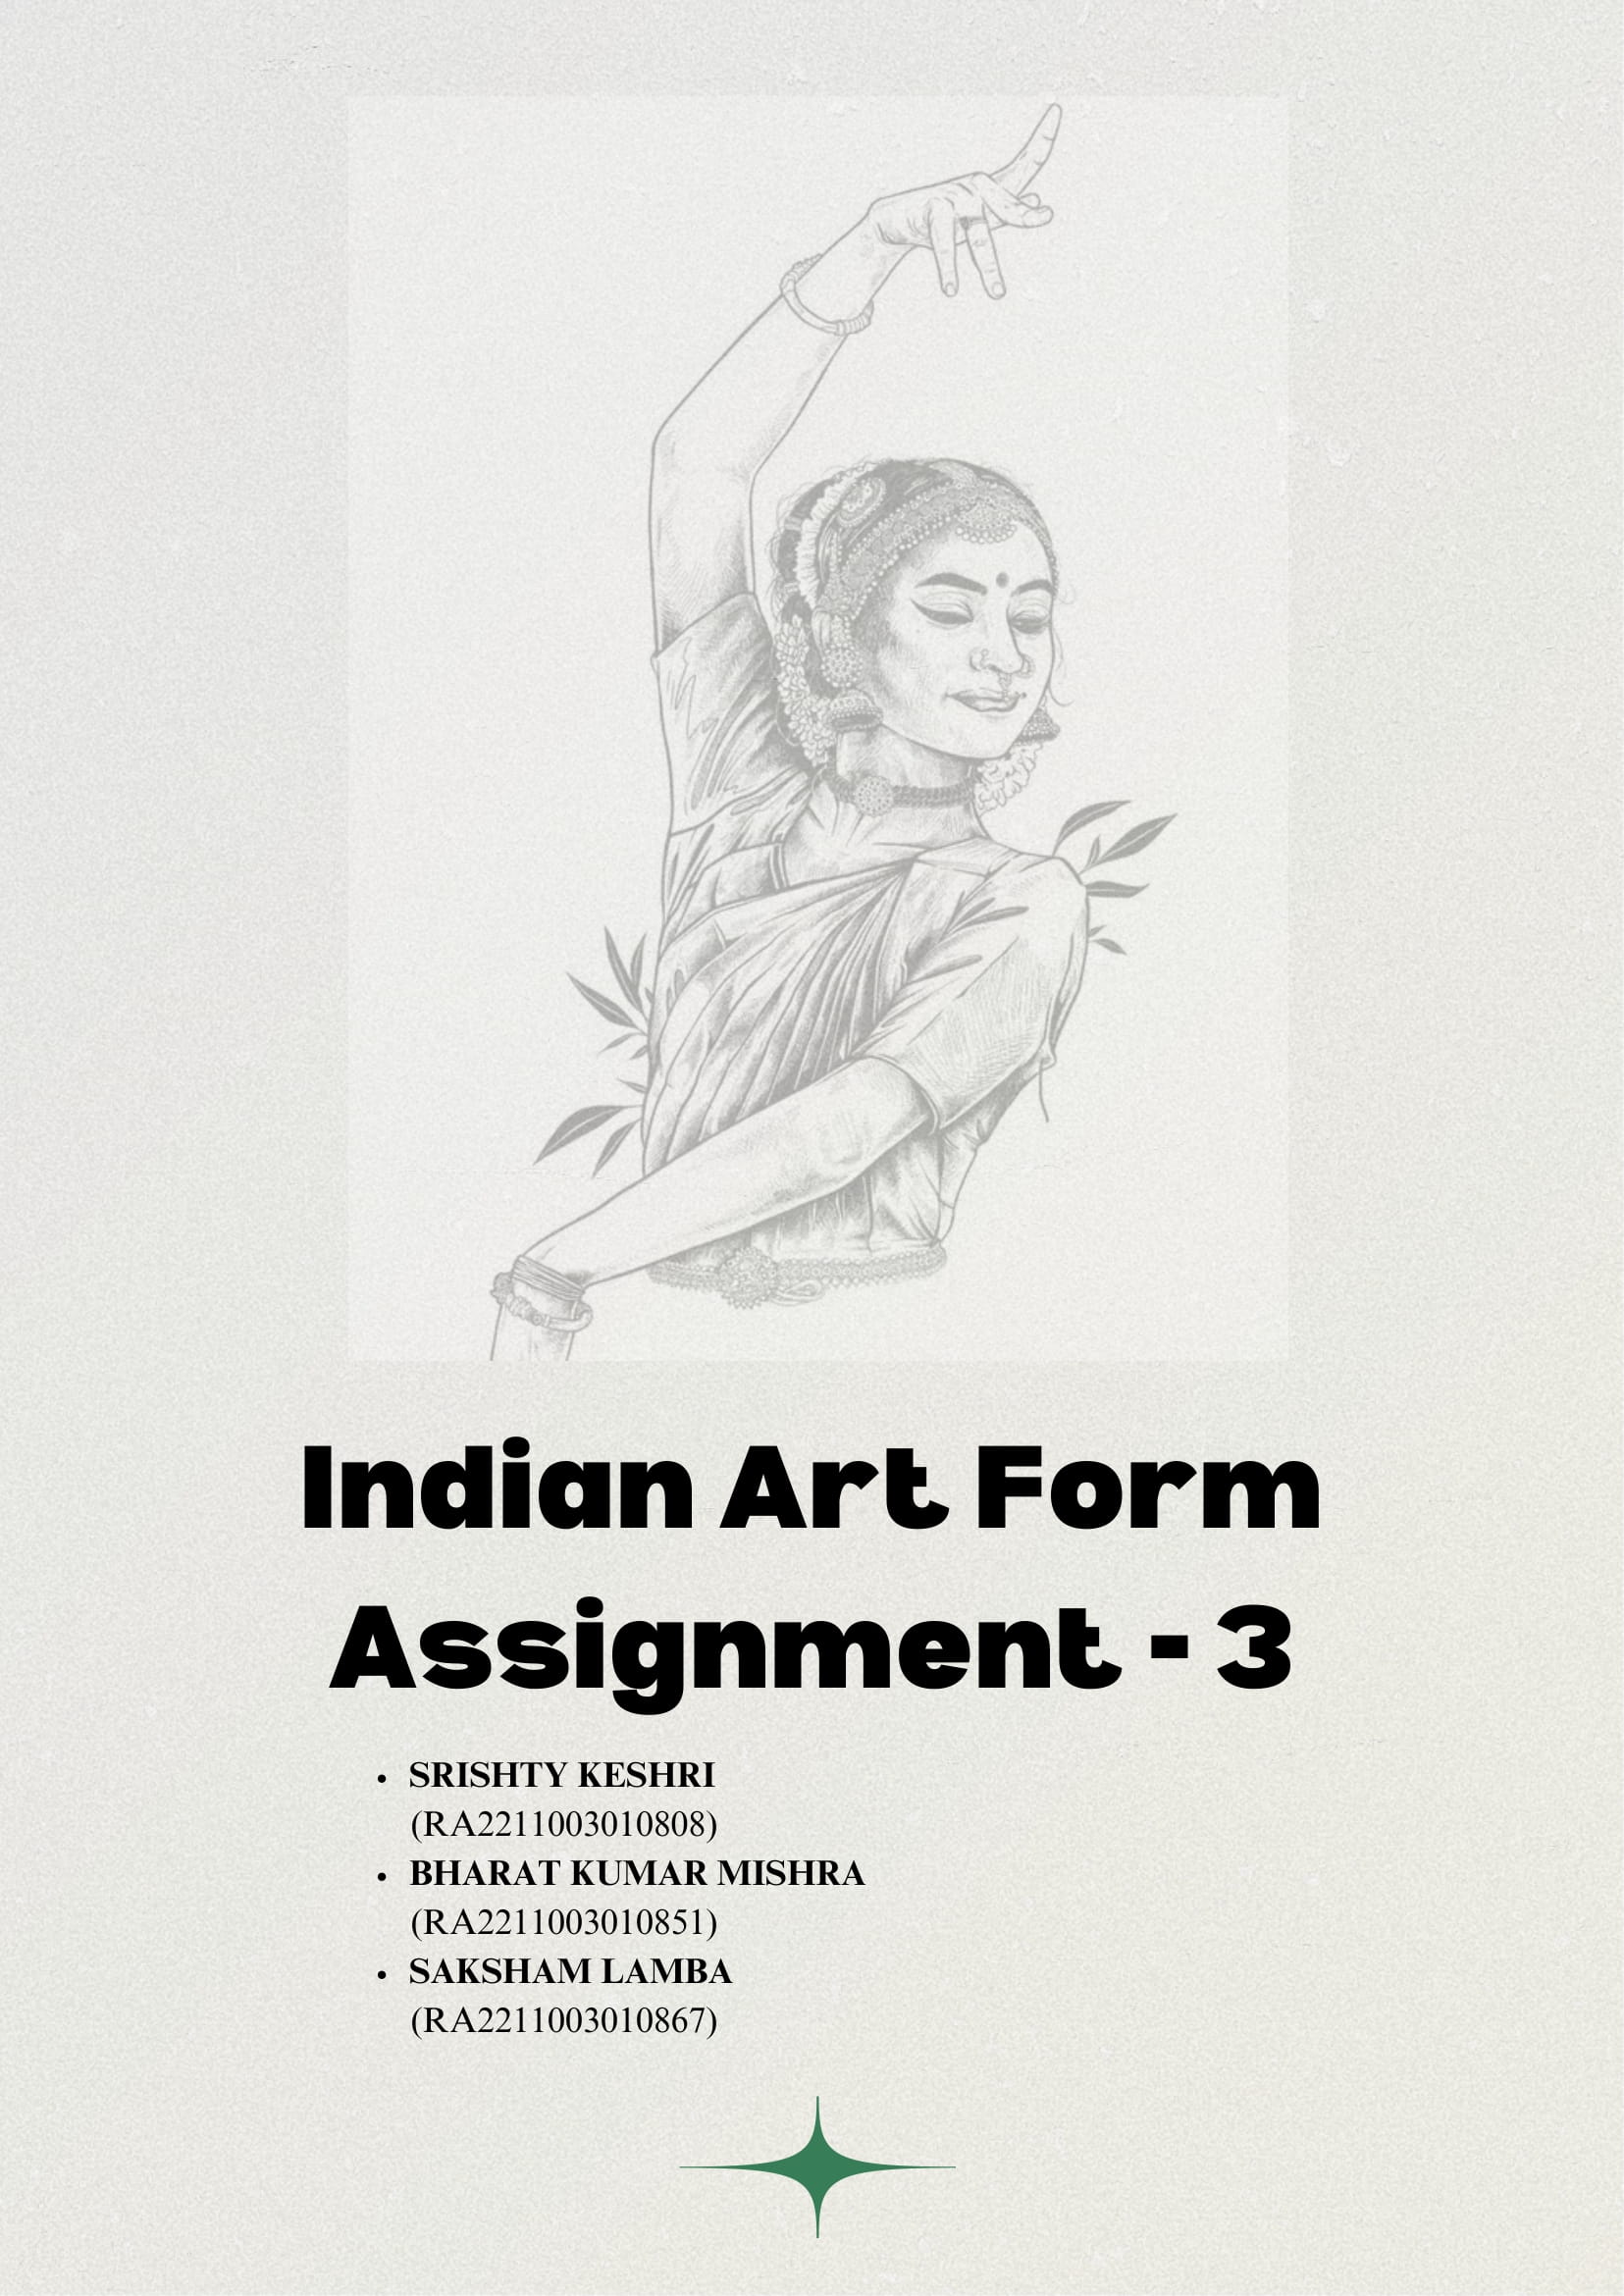 Indian Art Form
Assignment - 3
• SRISHTY KESHRI
(RA2211003010808)
• BHARAT KUMAR MISHRA
(RA2211003010851)
• SAKSHAM LAMBA
(RA2211003010867)